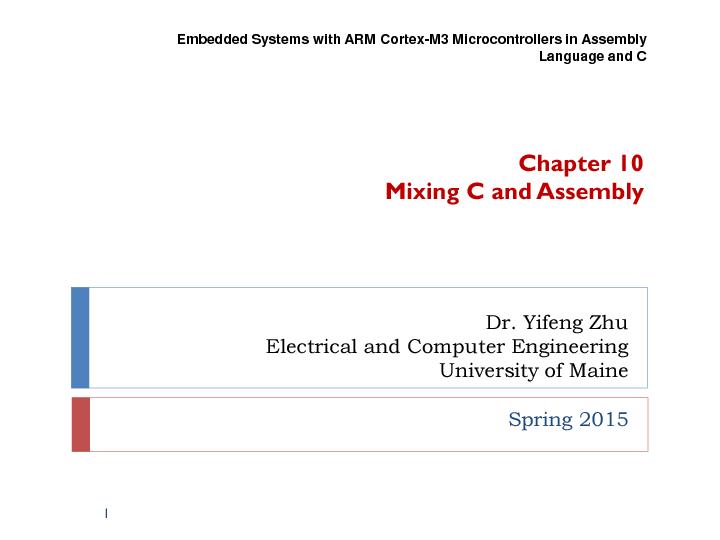 Embedded Systems with ARM Cortex-M3 Microcontrollers in Assembly
Language and C
Chapter 10
Mixing C and Assembly
Dr. Yifeng Zhu
Electrical and Computer Engineering
University of Maine
Spring 2015
1